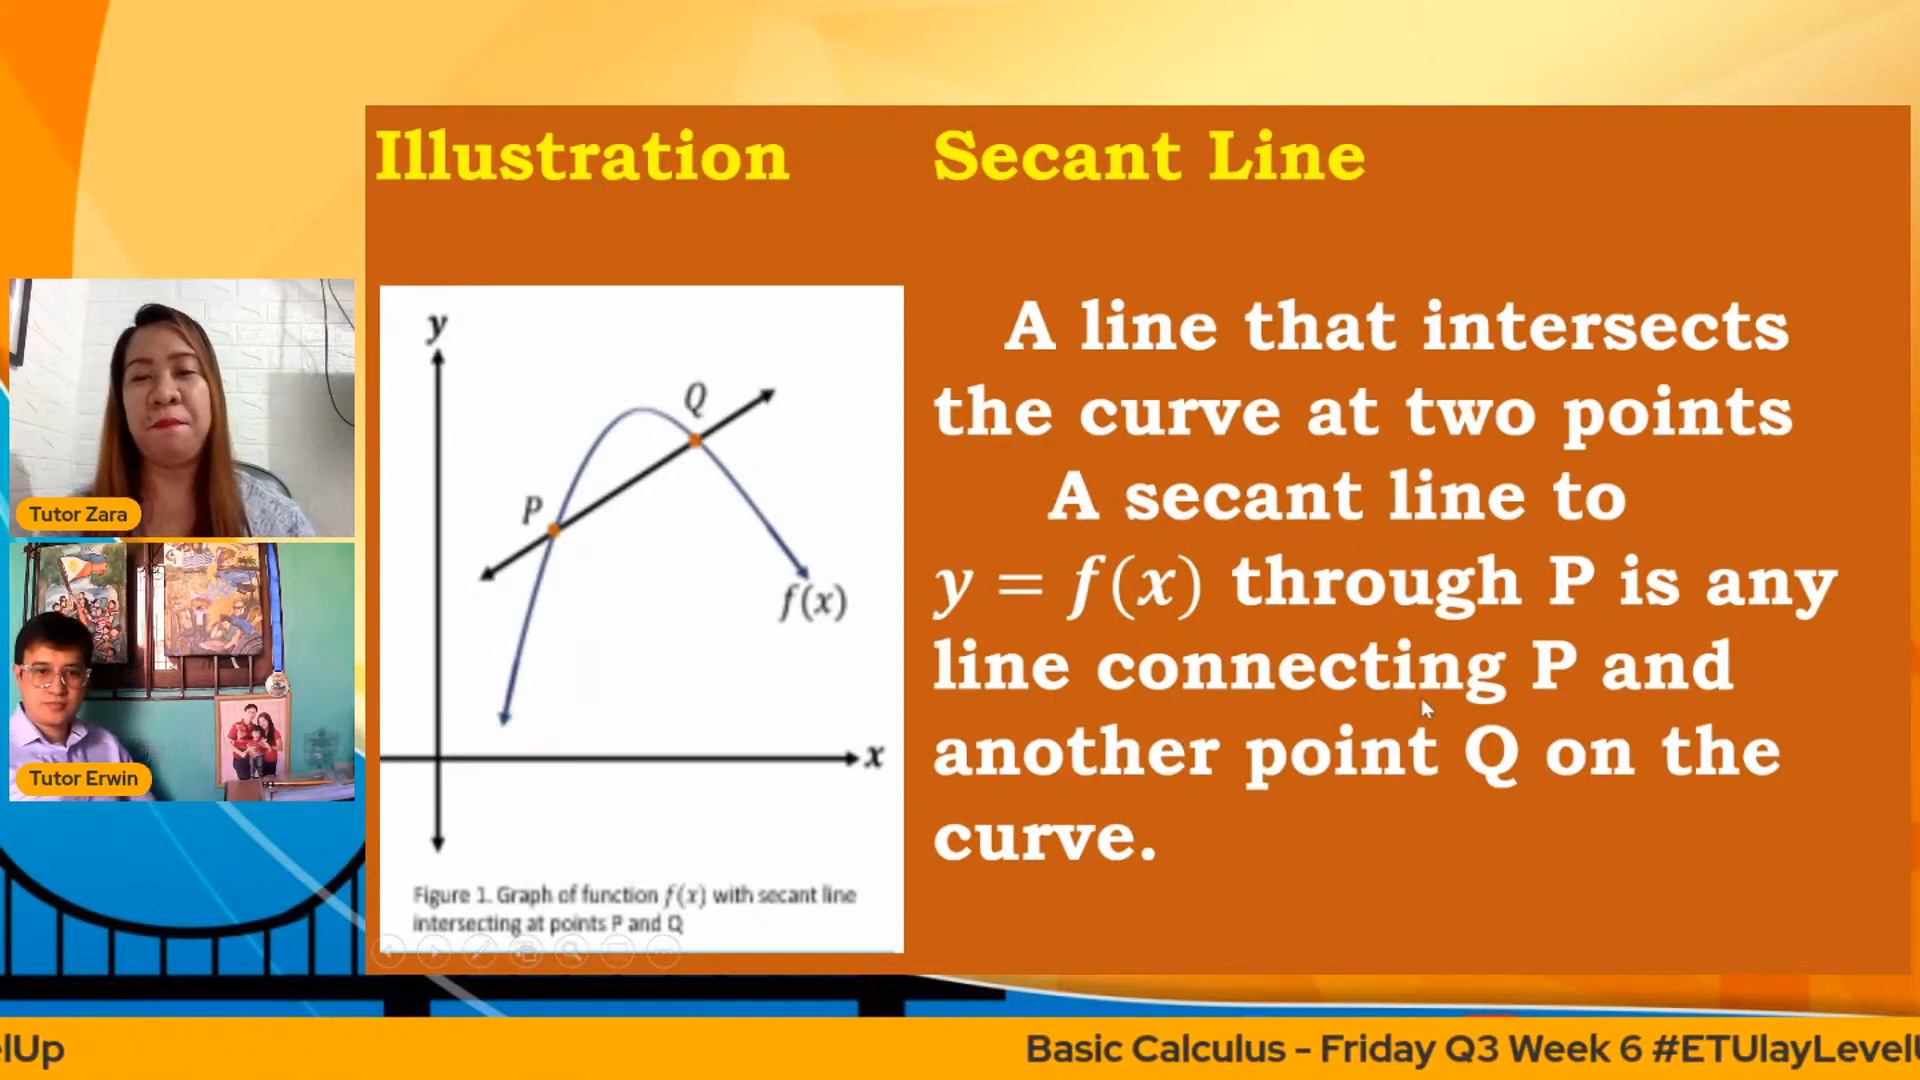 Illustration
Secant Line
y
Q
P
f(x)
x
Figure 1. Graph of function f(x) with secant line
intersecting at points P and Q
A line that intersects
the curve at two points
A secant line to
y = f(x) through P is any
line connecting P and
another point Q on the
curve.
Tutor Zara
Tutor Erwin
elUp
Basic Calculus - Friday Q3 Week 6 #ETUlayLevelU